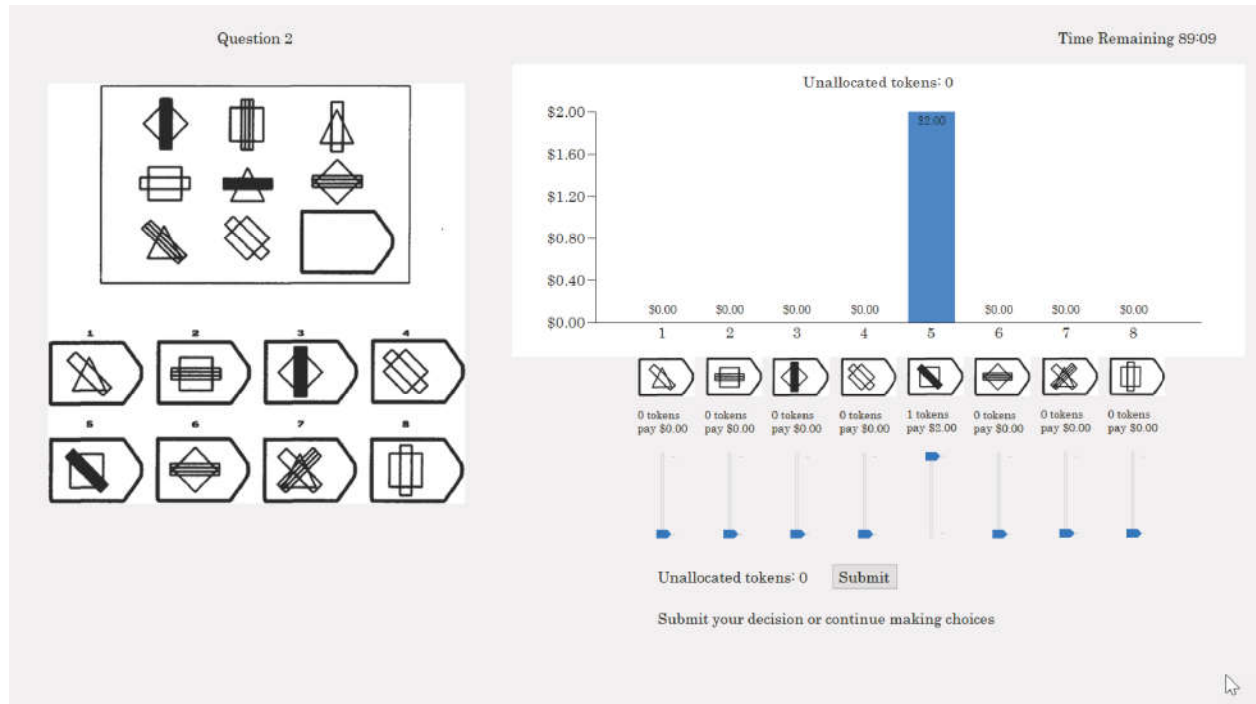 Question 2
Time Remaining 89:09
1 2 3 4
5 6 7 8
Unallocated tokens: 0
$2.00
$1.60
$1.20
$0.80
$0.40
$0.00
$0.00 $0.00 $0.00 $0.00 $2.00 $0.00 $0.00 $0.00
1 2 3 4 5 6 7 8
0 tokens 0 tokens 0 tokens 0 tokens 1 tokens 0 tokens 0 tokens 0 tokens
pay $0.00 pay $0.00 pay $0.00 pay $0.00 pay $2.00 pay $0.00 pay $0.00 pay $0.00
Unallocated tokens: 0 Submit
Submit your decision or continue making choices